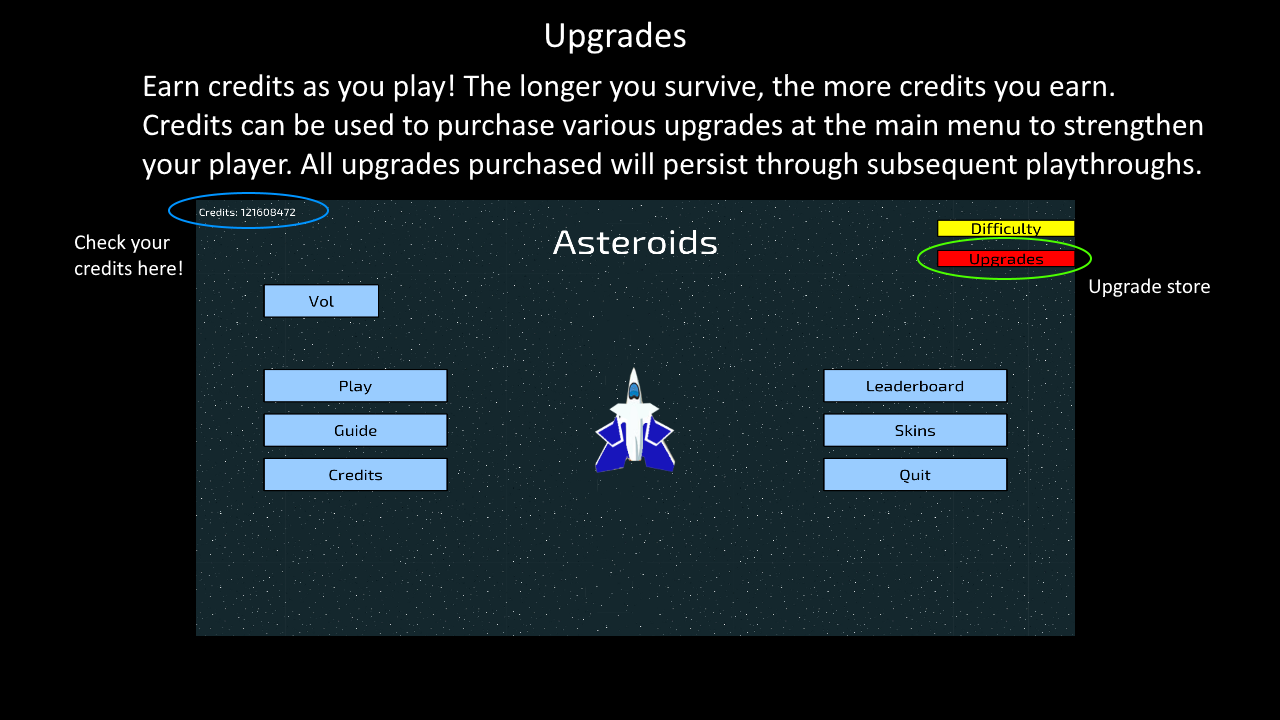 Upgrades
Earn credits as you play! The longer you survive, the more credits you earn.
Credits can be used to purchase various upgrades at the main menu to strengthen
your player. All upgrades purchased will persist through subsequent playthroughs.
Credits: 121608472
Check your
credits here!
Asteroids
Difficulty
Upgrades
Upgrade store
Vol
Play
Guide
Credits
Leaderboard
Skins
Quit